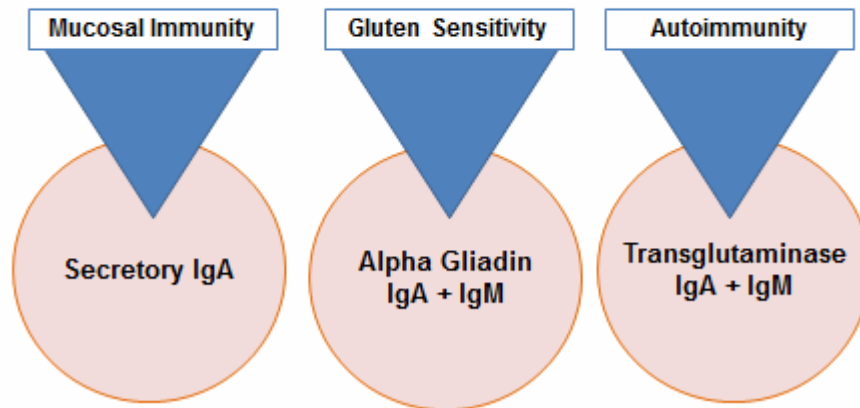 Mucosal Immunity
Gluten Sensitivity
Autoimmunity
Secretory IgA
Alpha Gliadin
IgA + IgM
Transglutaminase
IgA + IgM